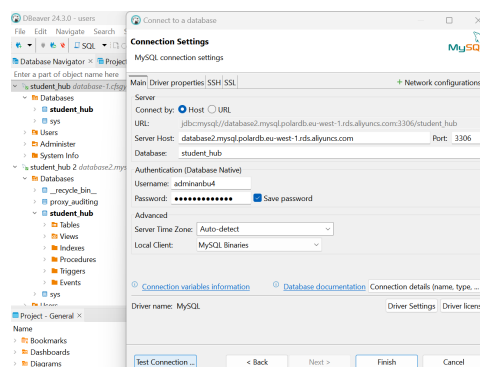 DBeaver 24.3.0 - users
File Edit Navigate Search
SQL
Database Navigator × Project
Enter a part of object name here
student_hub database-1.cfsgy
Databases
student_hub
sys
Users
Administer
System Info
student_hub 2 database2.mys
Databases
__recycle_bin__
proxy_auditing
student_hub
Tables
Views
Indexes
Procedures
Triggers
Events
sys
Users
Project - General ×
Name
Bookmarks
Dashboards
Diagrams
Connect to a database
Connection Settings
MySQL connection settings
MySQ
Main Driver properties SSH SSL
+ Network configurations
Server
Connect by: Host URL
URL: jdbc:mysql://database2.mysql.polardb.eu-west-1.rds.aliyuncs.com:3306/student_hub
Server Host: database2.mysql.polardb.eu-west-1.rds.aliyuncs.com Port: 3306
Database: student_hub
Authentication (Database Native)
Username: adminanbu4
Password: ••••••••••••• Save password
Advanced
Server Time Zone: Auto-detect
Local Client: MySQL Binaries
Connection variables information Database documentation Connection details (name, type, ...
Driver name: MySQL Driver Settings Driver licens
Test Connection ... < Back Next > Finish Cancel